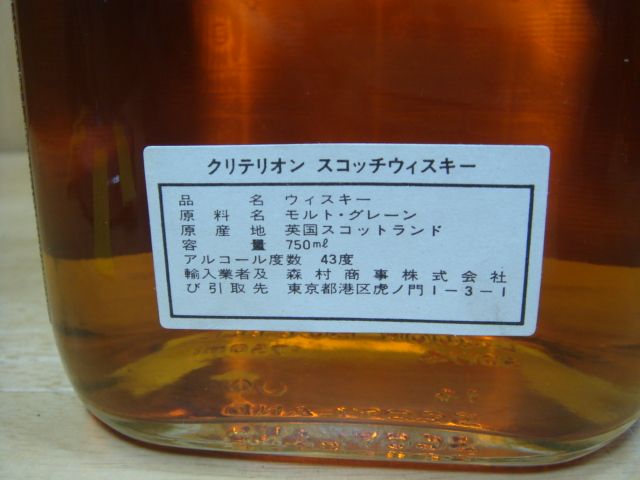 クリテリオン スコッチウィスキー
品名 ウィスキー
原料名 モルト・グレーン
原産地 英国スコットランド
容量 750ml
アルコール度数 43度
輸入業者及 森村商事株式会社
び引取先 東京都港区虎ノ門1-3-1